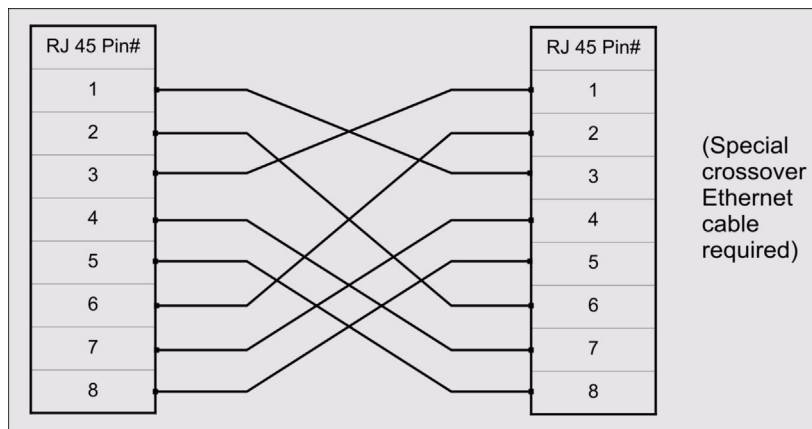 RJ 45 Pin#
1
2
3
4
5
6
7
8
RJ 45 Pin#
1
2
3
4
5
6
7
8
(Special
crossover
Ethernet
cable
required)